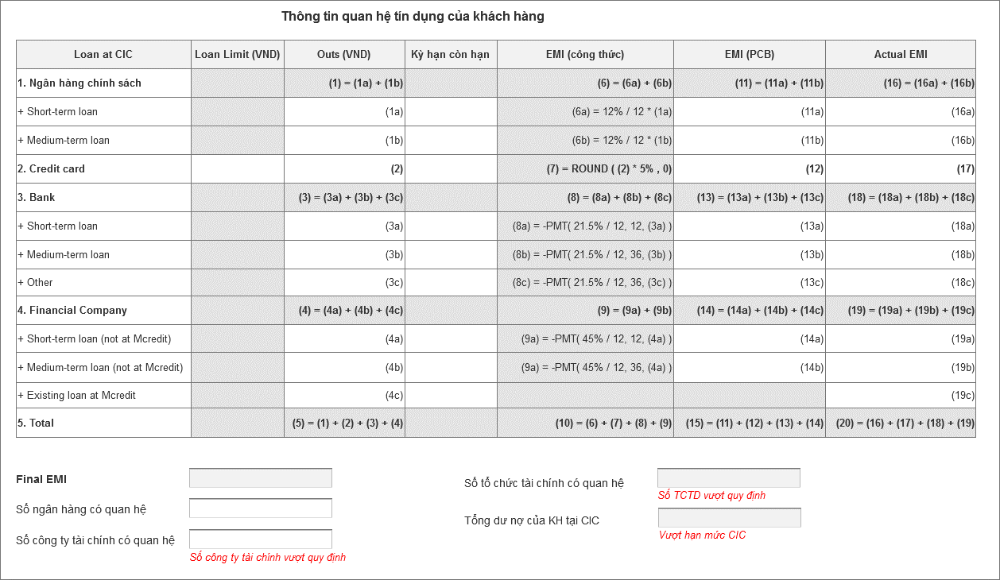 Thông tin quan hệ tín dụng của khách hàng
Loan at CIC Loan Limit (VND) Outs (VND) Kỳ hạn còn hạn EMI (công thức) EMI (PCB) Actual EMI
1. Ngân hàng chính sách (1) = (1a) + (1b) (6) = (6a) + (6b) (11) = (11a) + (11b) (16) = (16a) + (16b)
+ Short-term loan (1a) (6a) = 12% / 12 * (1a) (11a) (16a)
+ Medium-term loan (1b) (6b) = 12% / 12 * (1b) (11b) (16b)
2. Credit card (2) (7) = ROUND ( (2) * 5% , 0) (12) (17)
3. Bank (3) = (3a) + (3b) + (3c) (8) = (8a) + (8b) + (8c) (13) = (13a) + (13b) + (13c) (18) = (18a) + (18b) + (18c)
+ Short-term loan (3a) (8a) = -PMT( 21.5% / 12, 12, (3a) ) (13a) (18a)
+ Medium-term loan (3b) (8b) = -PMT( 21.5% / 12, 36, (3b) ) (13b) (18b)
+ Other (3c) (8c) = -PMT( 21.5% / 12, 36, (3c) ) (13c) (18c)
4. Financial Company (4) = (4a) + (4b) + (4c) (9) = (9a) + (9b) (14) = (14a) + (14b) + (14c) (19) = (19a) + (19b) + (19c)
+ Short-term loan (not at Mcredit) (4a) (9a) = -PMT( 45% / 12, 12, (4a) ) (14a) (19a)
+ Medium-term loan (not at Mcredit) (4b) (9a) = -PMT( 45% / 12, 36, (4a) ) (14b) (19b)
+ Existing loan at Mcredit (4c) (19c)
5. Total (5) = (1) + (2) + (3) + (4) (10) = (6) + (7) + (8) + (9) (15) = (11) + (12) + (13) + (14) (20) = (16) + (17) + (18) + (19)
Final EMI
Số tổ chức tài chính có quan hệ
Số TCTD vượt quy định
Số ngân hàng có quan hệ
Tổng dư nợ của KH tại CIC
Vượt hạn mức CIC
Số công ty tài chính có quan hệ
Số công ty tài chính vượt quy định